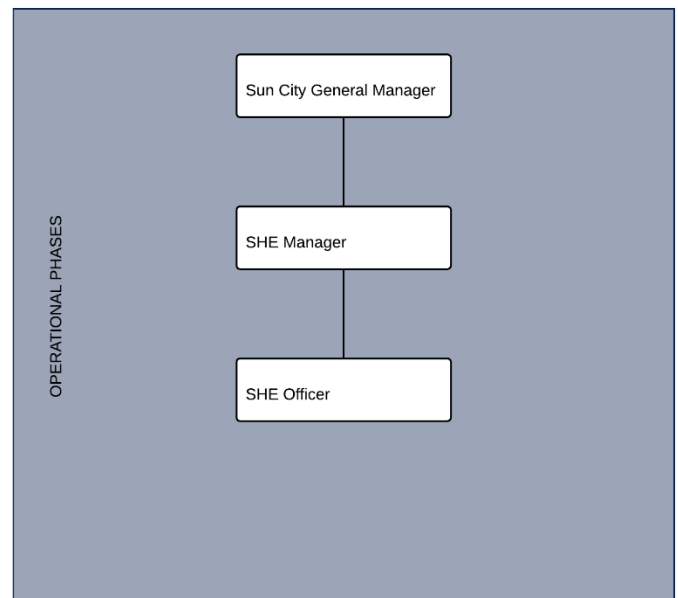 Sun City General Manager
SHE Manager
OPERATIONAL PHASES
SHE Officer